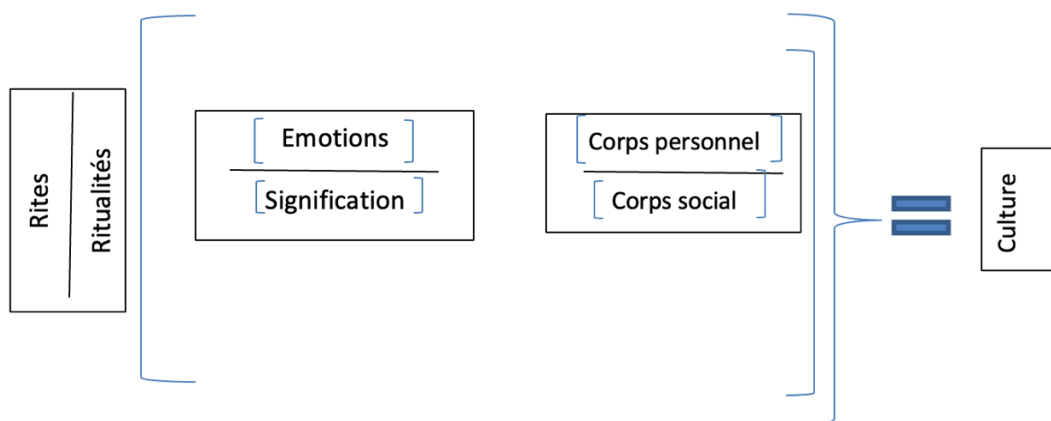 Rites
Ritualités
Emotions
Signification
Corps personnel
Corps social
Culture